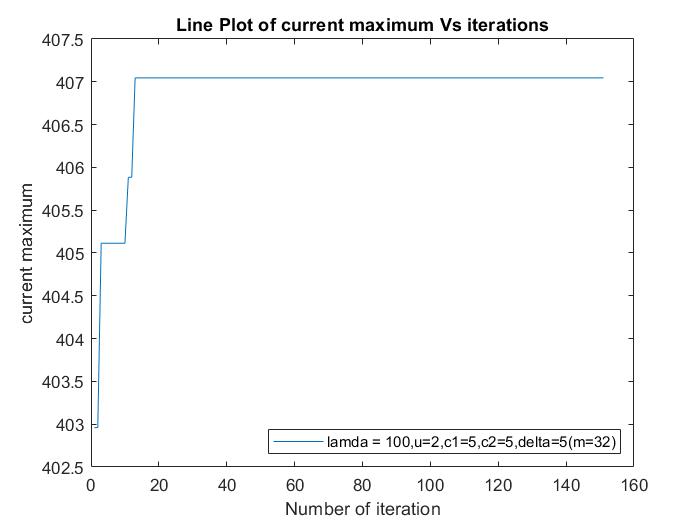 Line Plot of current maximum Vs iterations
407.5
407
406.5
406
405.5
405
404.5
404
403.5
403
402.5
current maximum
lamda = 100,u=2,c1=5,c2=5,delta=5(m=32)
0 20 40 60 80 100 120 140 160
Number of iteration